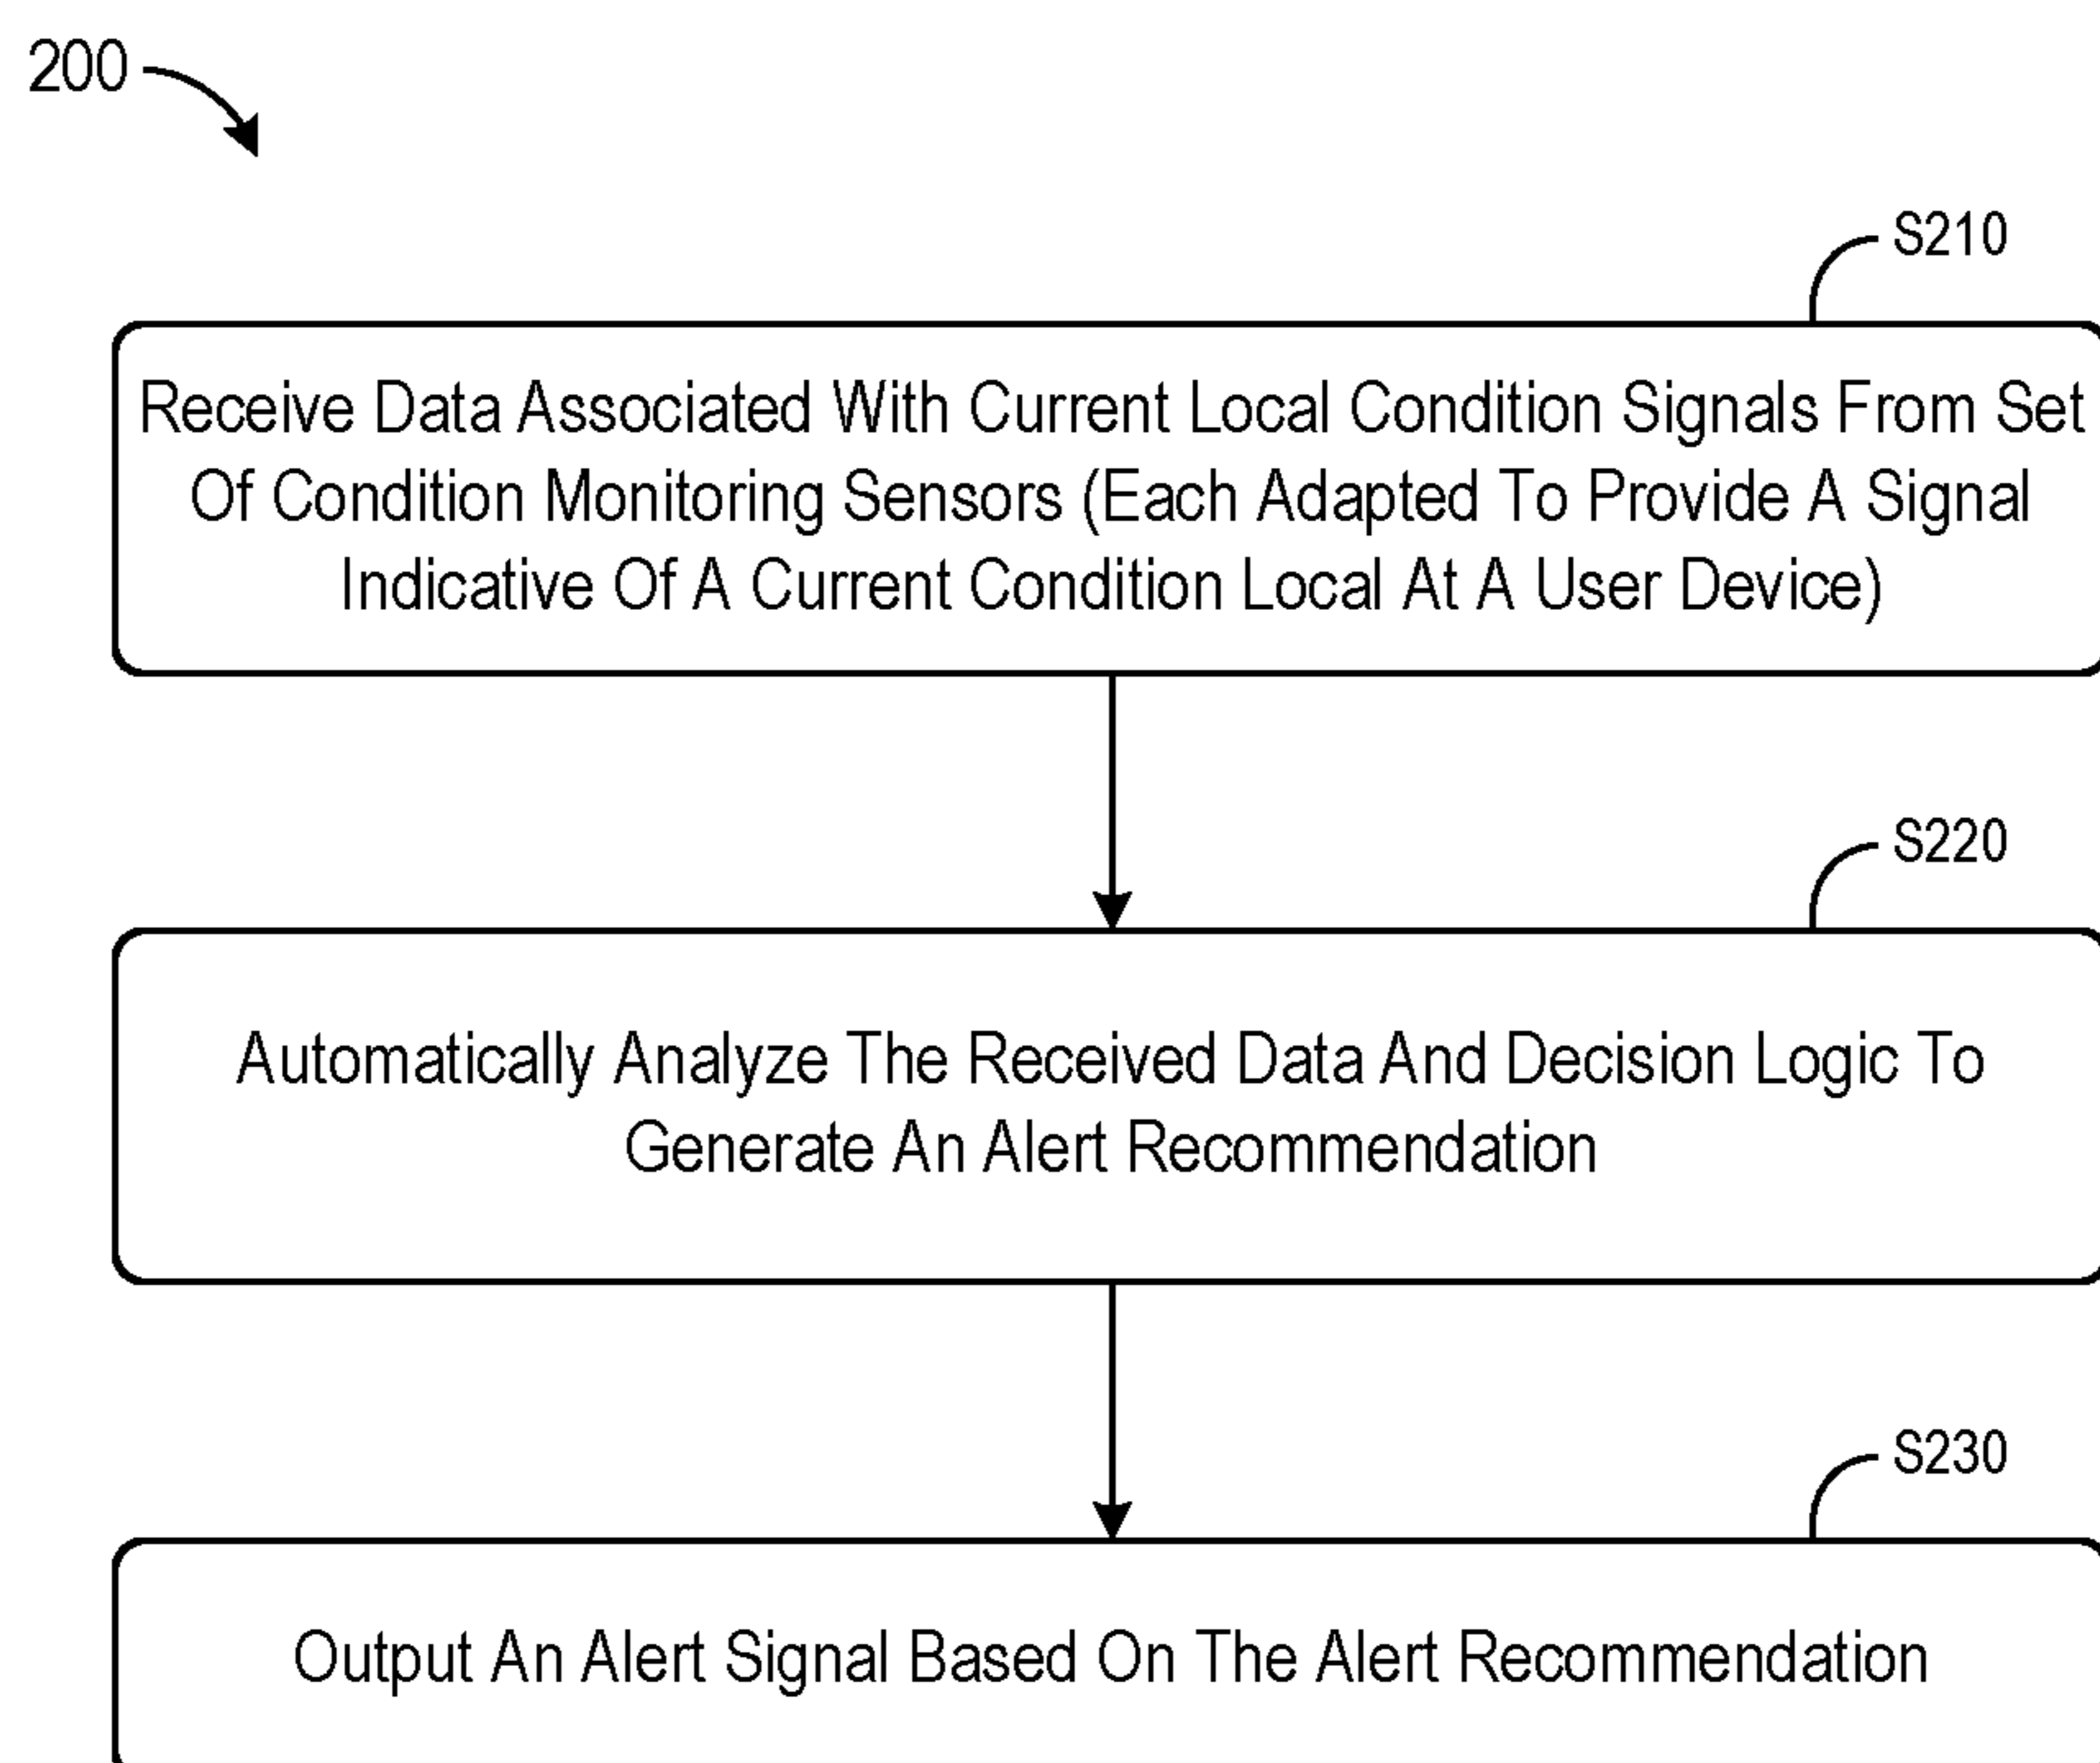 200
S210
Receive Data Associated With Current Local Condition Signals From Set
Of Condition Monitoring Sensors (Each Adapted To Provide A Signal
Indicative Of A Current Condition Local At A User Device)
S220
Automatically Analyze The Received Data And Decision Logic To
Generate An Alert Recommendation
S230
Output An Alert Signal Based On The Alert Recommendation